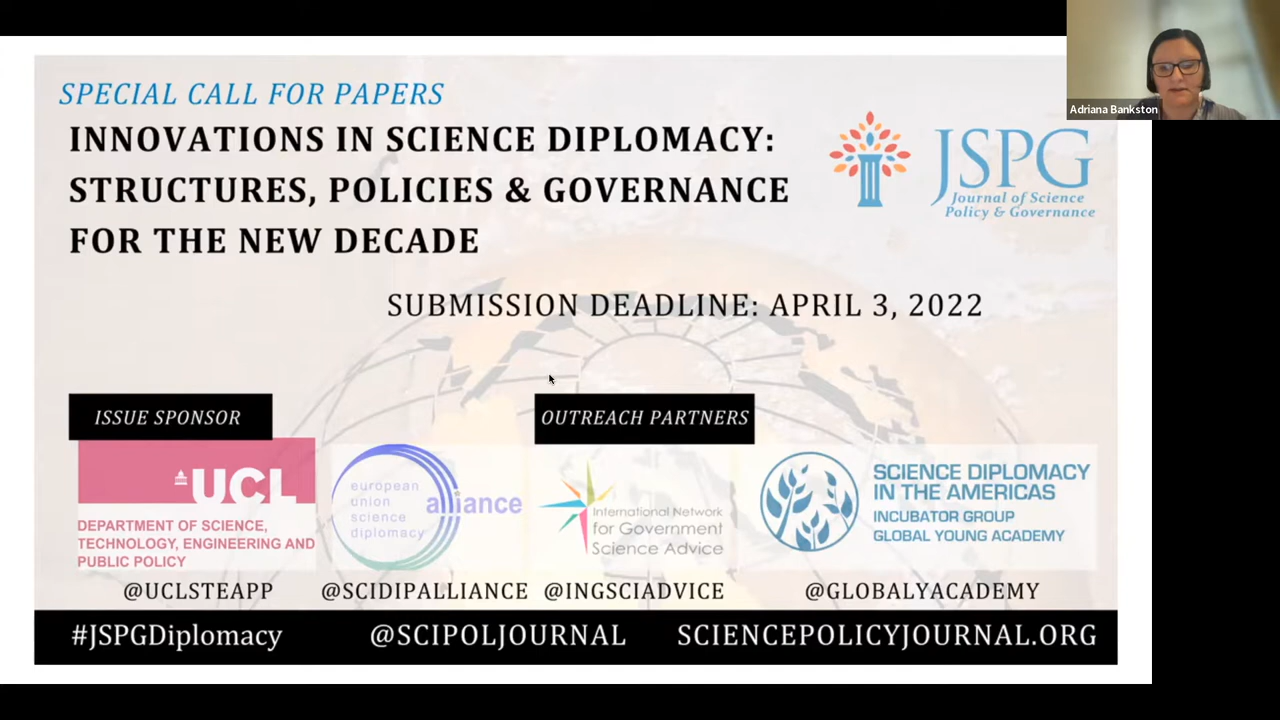 SPECIAL CALL FOR PAPERS
INNOVATIONS IN SCIENCE DIPLOMACY:
STRUCTURES, POLICIES & GOVERNANCE
FOR THE NEW DECADE
JSPG
Journal of Science
Policy & Governance
Adriana Bankston
SUBMISSION DEADLINE: APRIL 3, 2022
ISSUE SPONSOR
OUTREACH PARTNERS
UCL
DEPARTMENT OF SCIENCE,
TECHNOLOGY, ENGINEERING AND
PUBLIC POLICY
european
union
science
diplomacy
alliance
International Network
for Government
Science Advice
SCIENCE DIPLOMACY
IN THE AMERICAS
INCUBATOR GROUP
GLOBAL YOUNG ACADEMY
@UCLSTEAPP
@SCIDIPALLIANCE
@INGSCIADVICE
@GLOBALYACADEMY
#JSPGDiplomacy
@SCIPOLJOURNAL
SCIENCEPOLICYJOURNAL.ORG